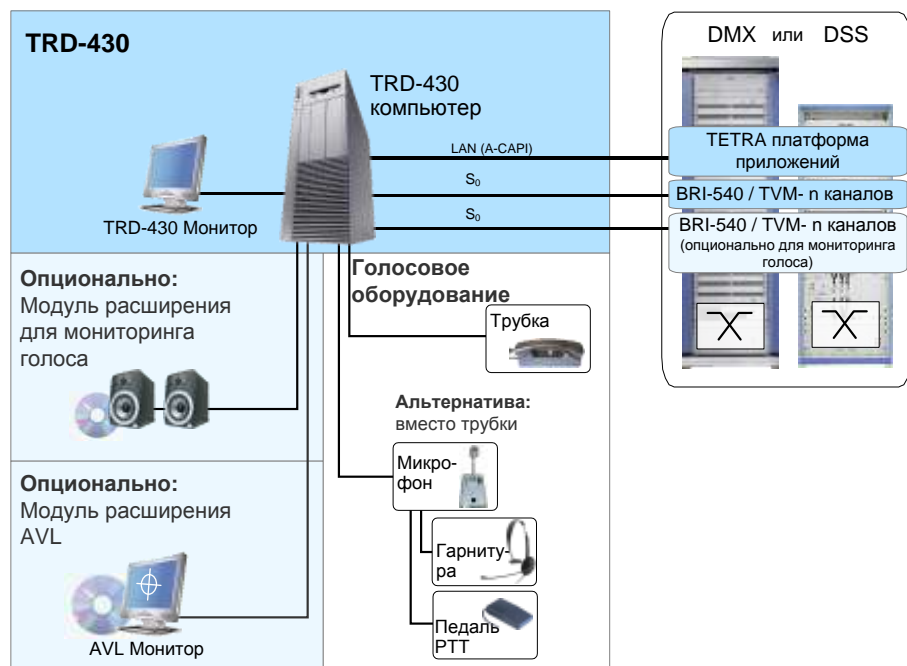 TRD-430
TRD-430
компьютер
TRD-430 Монитор
LAN (A-CAPI)
S₀
S₀
DMX или DSS
TETRA платформа
приложений
BRI-540 / TVM- n каналов
BRI-540 / TVM- n каналов
(опционально для мониторинга
голоса)
Опционально:
Модуль расширения
для мониторинга
голоса
Опционально:
Модуль расширения
AVL
AVL Монитор
Голосовое
оборудование
Трубка
Альтернатива:
вместо трубки
Микро-
фон
Гарниту-
ра
Педаль
PTT